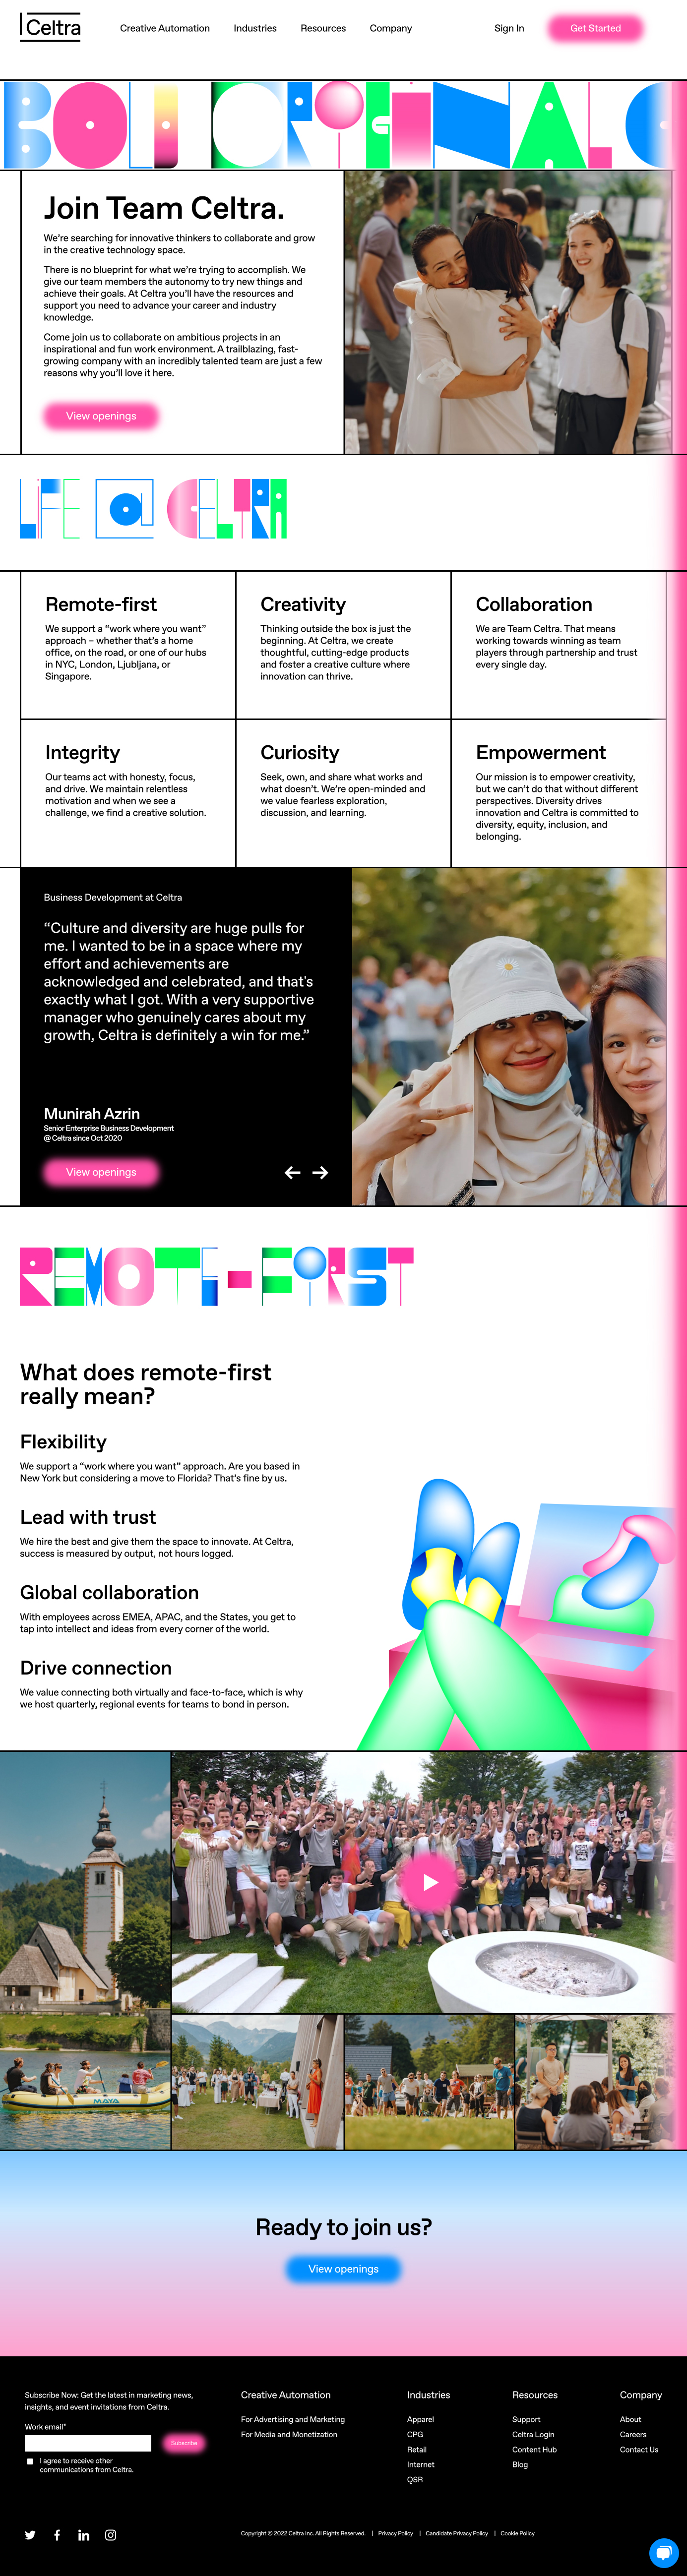 Celtra
Creative Automation
Industries
Resources
Company
Sign In
Get Started
BOLD ORIGINAL C
Join Team Celtra.
We're searching for innovative thinkers to collaborate and grow
in the creative technology space.
There is no blueprint for what we're trying to accomplish. We
give our team members the autonomy to try new things and
achieve their goals. At Celtra you'll have the resources and
support you need to advance your career and industry
knowledge.
Come join us to collaborate on ambitious projects in an
inspirational and fun work environment. A trailblazing, fast-
growing company with an incredibly talented team are just a few
reasons why you'll love it here.
View openings
LIFE @ CELTRA
Remote-first
We support a “work where you want”
approach – whether that's a home
office, on the road, or one of our hubs
in NYC, London, Ljubljana, or
Singapore.
Creativity
Thinking outside the box is just the
beginning. At Celtra, we create
thoughtful, cutting-edge products
and foster a creative culture where
innovation can thrive.
Collaboration
We are Team Celtra. That means
working towards winning as team
players through partnership and trust
every single day.
Integrity
Our teams act with honesty, focus,
and drive. We maintain relentless
motivation and when we see a
challenge, we find a creative solution.
Curiosity
Seek, own, and share what works and
what doesn't. We're open-minded and
we value fearless exploration,
discussion, and learning.
Empowerment
Our mission is to empower creativity,
but we can't do that without different
perspectives. Diversity drives
innovation and Celtra is committed to
diversity, equity, inclusion, and
belonging.
Business Development at Celtra
“Culture and diversity are huge pulls for
me. I wanted to be in a space where my
effort and achievements are
acknowledged and celebrated, and that's
exactly what I got. With a very supportive
manager who genuinely cares about my
growth, Celtra is definitely a win for me.”
Munirah Azrin
Senior Enterprise Business Development
@ Celtra since Oct 2020
View openings
REMOTE-FIRST
What does remote-first
really mean?
Flexibility
We support a “work where you want” approach. Are you based in
New York but considering a move to Florida? That's fine by us.
Lead with trust
We hire the best and give them the space to innovate. At Celtra,
success is measured by output, not hours logged.
Global collaboration
With employees across EMEA, APAC, and the States, you get to
tap into intellect and ideas from every corner of the world.
Drive connection
We value connecting both virtually and face-to-face, which is why
we host quarterly, regional events for teams to bond in person.
MAYA
Ready to join us?
View openings
Subscribe Now: Get the latest in marketing news,
insights, and event invitations from Celtra.
Work email*
Subscribe
I agree to receive other
communications from Celtra.
Creative Automation
For Advertising and Marketing
For Media and Monetization
Industries
Apparel
CPG
Retail
Internet
QSR
Resources
Support
Celtra Login
Content Hub
Blog
Company
About
Careers
Contact Us
Copyright © 2022 Celtra Inc. All Rights Reserved. | Privacy Policy | Candidate Privacy Policy | Cookie Policy